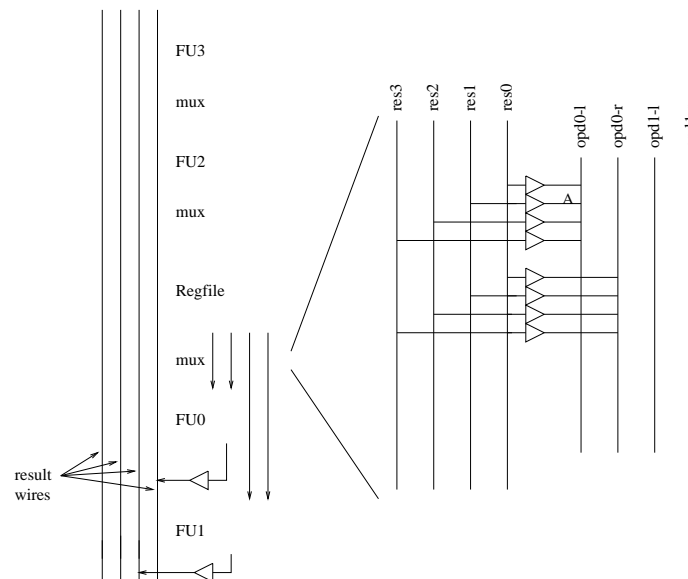 FU3
mux
FU2
mux
Regfile
mux
FU0
result
wires
FU1
res3
res2
res1
res0
opd0-l
opd0-r
opd1-l
A